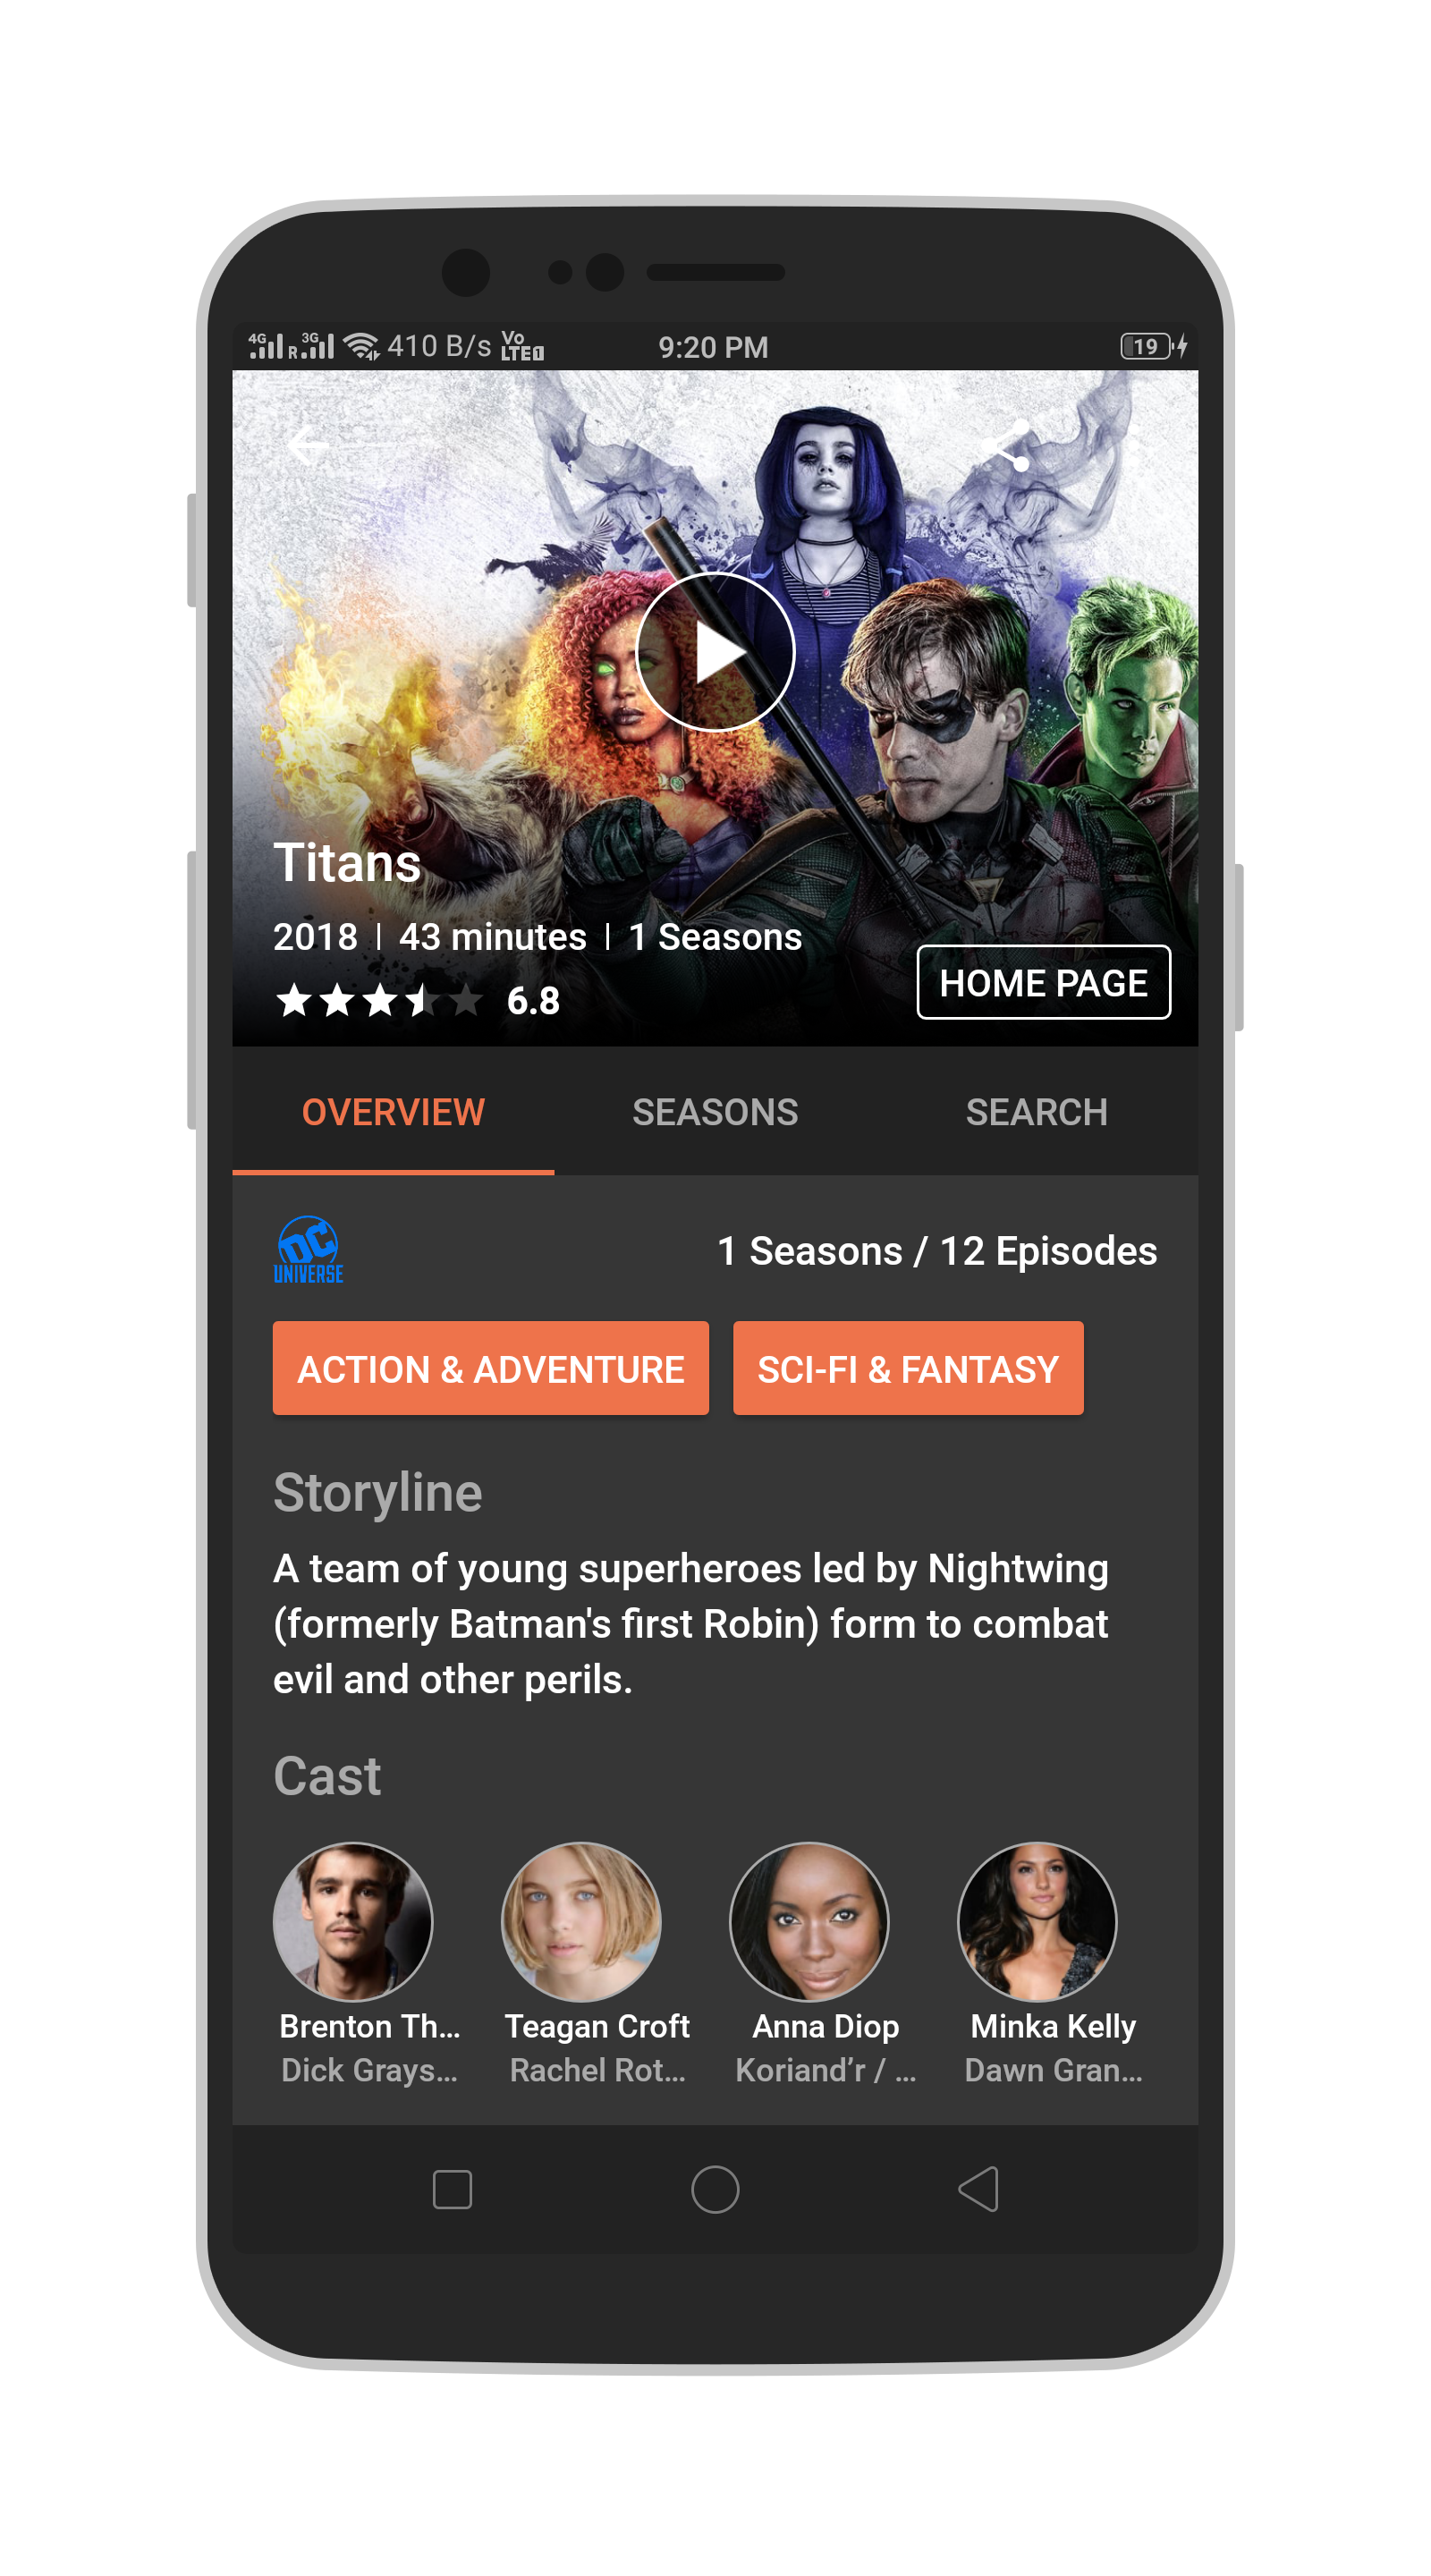 4G R 3G 410 B/s Vo LTE 1 9:20 PM 19
Titans
2018 | 43 minutes | 1 Seasons
6.8
HOME PAGE
OVERVIEW SEASONS SEARCH
DC
UNIVERSE
1 Seasons / 12 Episodes
ACTION & ADVENTURE SCI-FI & FANTASY
Storyline
A team of young superheroes led by Nightwing
(formerly Batman's first Robin) form to combat
evil and other perils.
Cast
Brenton Th... Teagan Croft Anna Diop Minka Kelly
Dick Grays... Rachel Rot... Koriand’r / ... Dawn Gran...